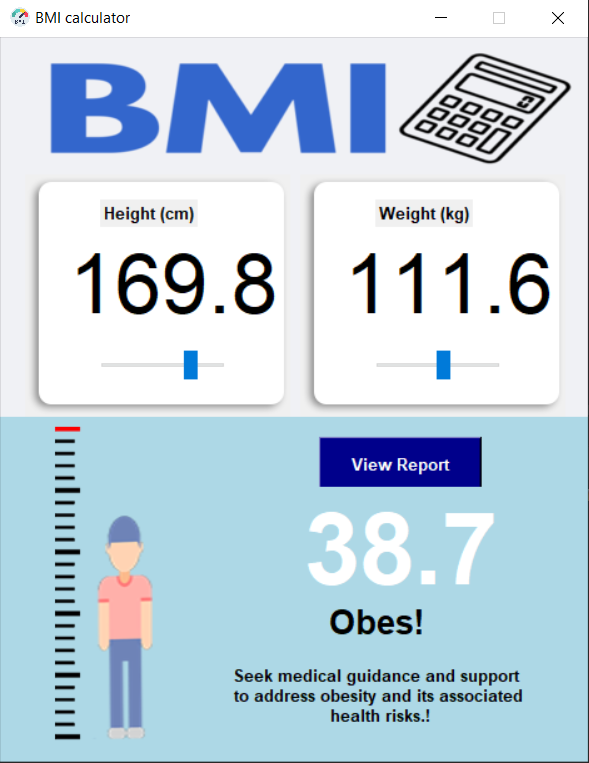 BMI calculator
BMI
Height (cm)
Weight (kg)
169.8
111.6
View Report
38.7
Obes!
Seek medical guidance and support
to address obesity and its associated
health risks.!